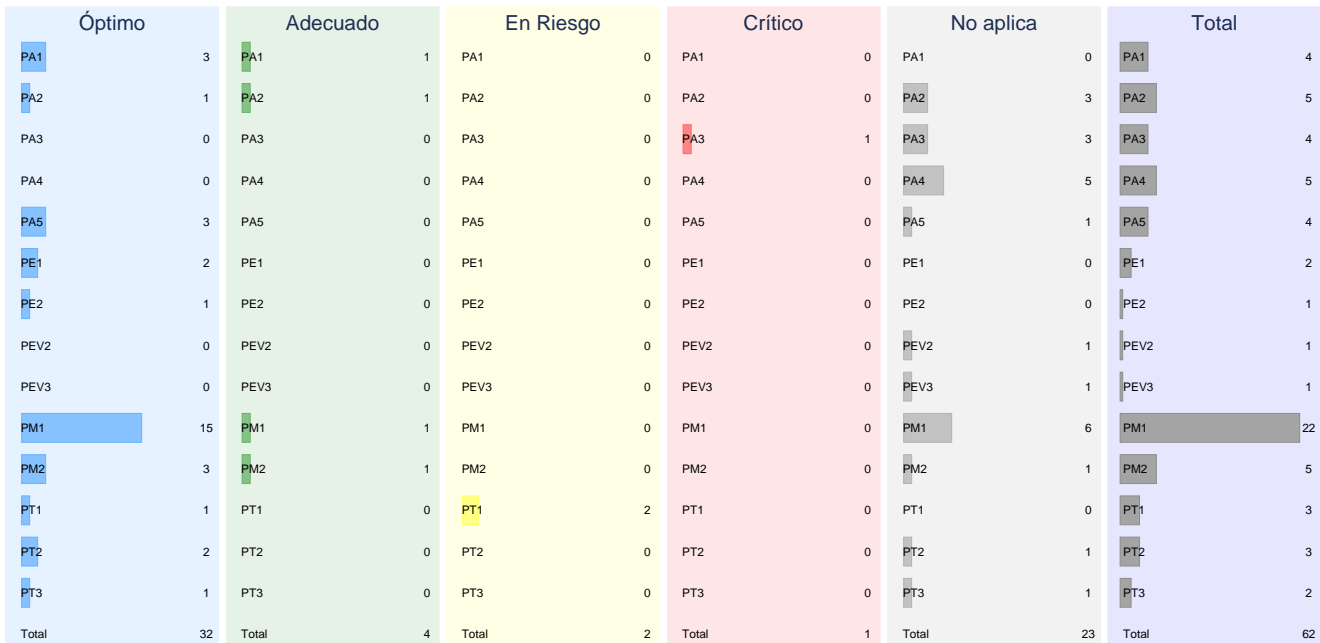 Óptimo Adecuado En Riesgo Crítico No aplica Total
PA1 3 PA1 1 PA1 0 PA1 0 PA1 0 PA1 4
PA2 1 PA2 1 PA2 0 PA2 0 PA2 3 PA2 5
PA3 0 PA3 0 PA3 0 PA3 1 PA3 3 PA3 4
PA4 0 PA4 0 PA4 0 PA4 0 PA4 5 PA4 5
PA5 3 PA5 0 PA5 0 PA5 0 PA5 1 PA5 4
PE1 2 PE1 0 PE1 0 PE1 0 PE1 0 PE1 2
PE2 1 PE2 0 PE2 0 PE2 0 PE2 0 PE2 1
PEV2 0 PEV2 0 PEV2 0 PEV2 0 PEV2 1 PEV2 1
PEV3 0 PEV3 0 PEV3 0 PEV3 0 PEV3 1 PEV3 1
PM1 15 PM1 1 PM1 0 PM1 0 PM1 6 PM1 22
PM2 3 PM2 1 PM2 0 PM2 0 PM2 1 PM2 5
PT1 1 PT1 0 PT1 2 PT1 0 PT1 0 PT1 3
PT2 2 PT2 0 PT2 0 PT2 0 PT2 1 PT2 3
PT3 1 PT3 0 PT3 0 PT3 0 PT3 1 PT3 2
Total 32 Total 4 Total 2 Total 1 Total 23 Total 62